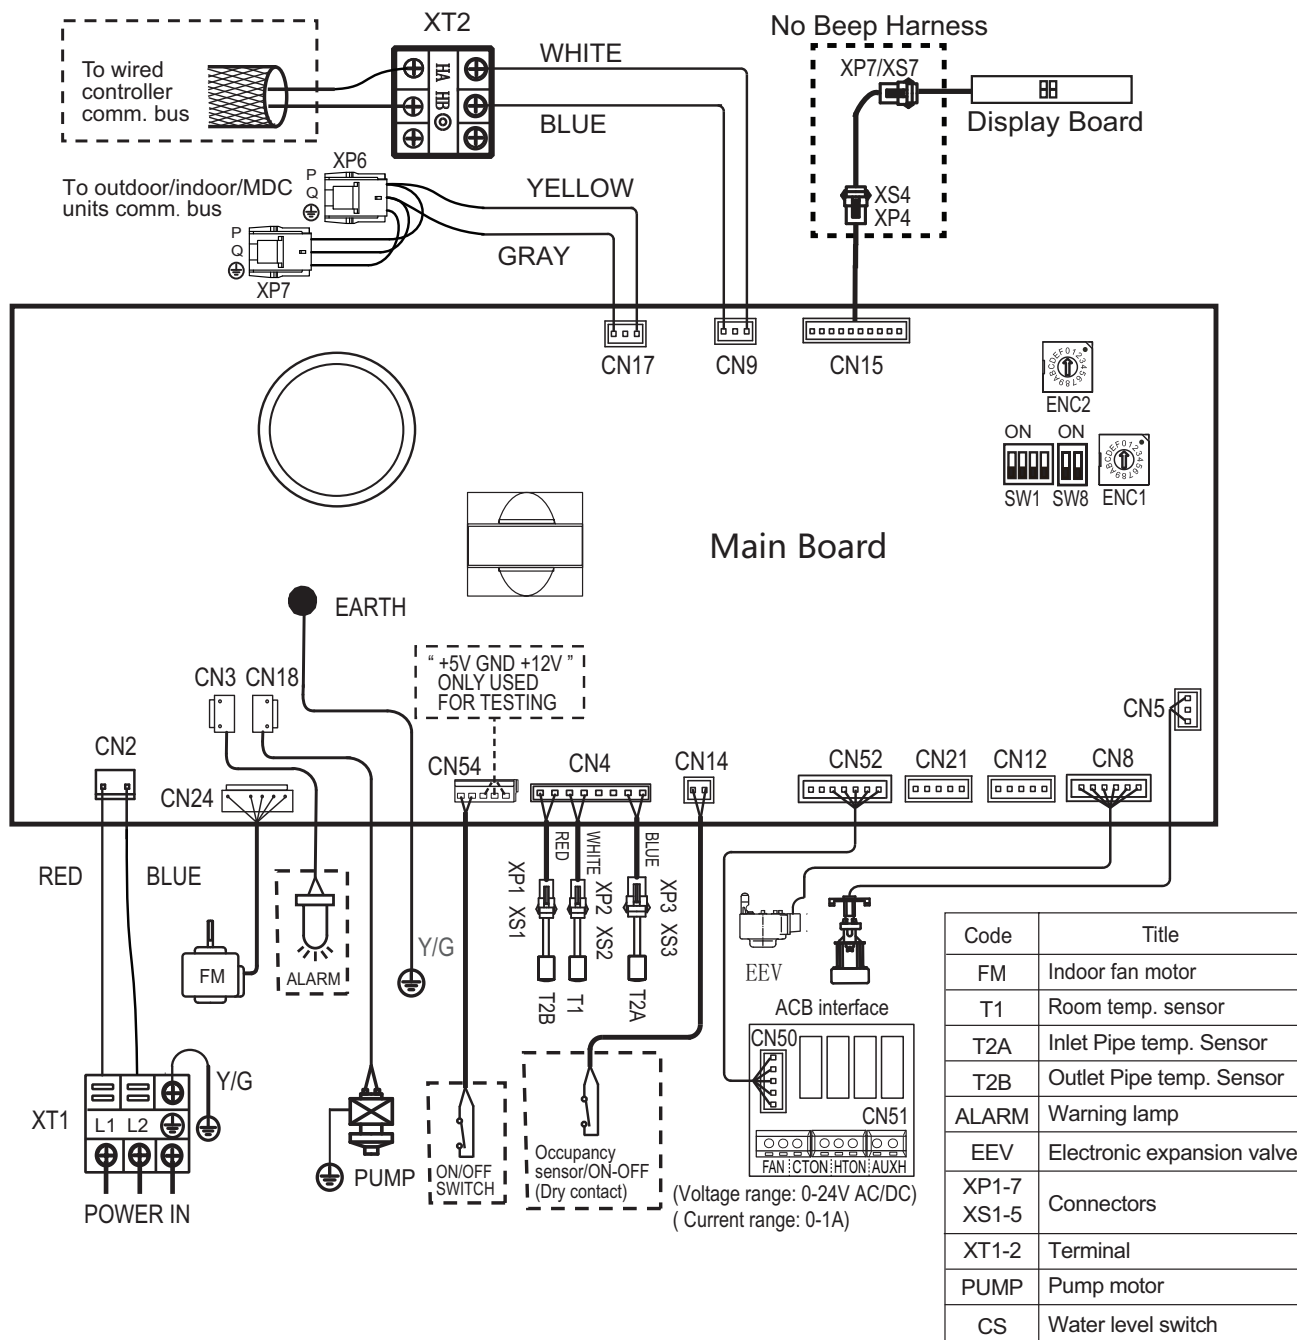 XT2
No Beep Harness
WHITE
XP7/XS7
To wired
controller
comm. bus
HA HB
BLUE
Display Board
XP6
P
Q
To outdoor/indoor/MDC
units comm. bus
YELLOW
XS4
XP4
P
Q
GRAY
XP7
CN17
CN9
CN15
ENC2
ON
ON
SW1
SW8
ENC1
Main Board
EARTH
" +5V GND +12V "
ONLY USED
FOR TESTING
CN3
CN18
CN5
CN2
CN54
CN4
CN14
CN52
CN21
CN12
CN8
CN24
RED
BLUE
RED
WHITE
BLUE
XP1 XS1
XP2 XS2
XP3 XS3
Y/G
FM
ALARM
T2B
T1
T2A
EEV
ACB interface
CN50
CN51
FAN CTON HTON AUXH
(Voltage range: 0-24V AC/DC)
( Current range: 0-1A)
Y/G
XT1
L1 L2
POWER IN
PUMP
ON/OFF
SWITCH
Occupancy
sensor/ON-OFF
(Dry contact)
Code Title
FM Indoor fan motor
T1 Room temp. sensor
T2A Inlet Pipe temp. Sensor
T2B Outlet Pipe temp. Sensor
ALARM Warning lamp
EEV Electronic expansion valve
XP1-7
XS1-5
Connectors
XT1-2 Terminal
PUMP Pump motor
CS Water level switch